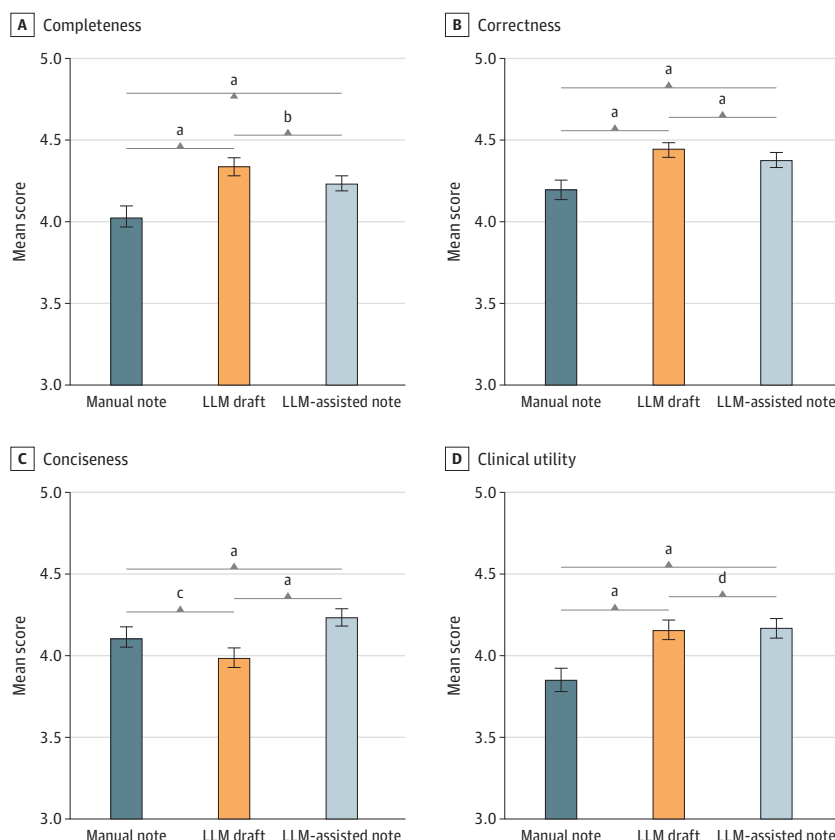 A Completeness
5.0
4.5
4.0
3.5
3.0
Mean score
a
a
b
Manual note LLM draft LLM-assisted note
B Correctness
5.0
4.5
4.0
3.5
3.0
Mean score
a
a
a
Manual note LLM draft LLM-assisted note
C Conciseness
5.0
4.5
4.0
3.5
3.0
Mean score
a
c
a
Manual note LLM draft LLM-assisted note
D Clinical utility
5.0
4.5
4.0
3.5
3.0
Mean score
a
a
d
Manual note LLM draft LLM-assisted note